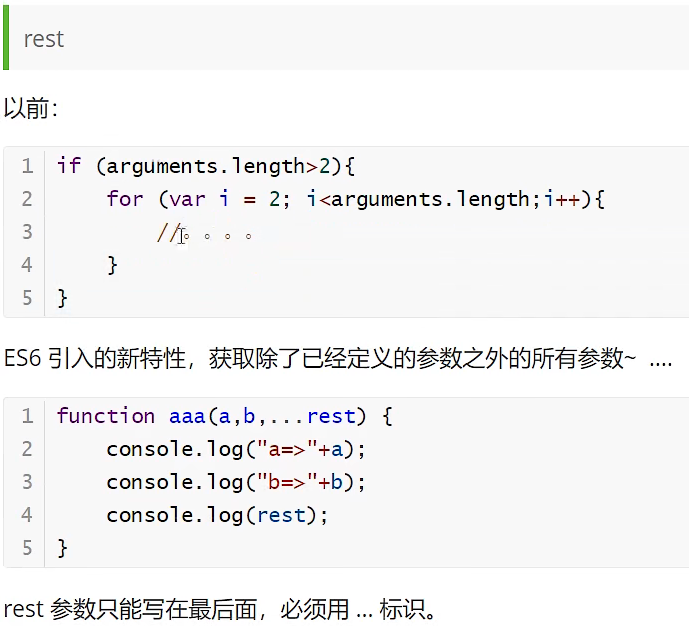 rest
以前：
1 if (arguments.length>2){
2     for (var i = 2; i<arguments.length;i++){
3         //。。。。
4     }
5 }
ES6 引入的新特性，获取除了已经定义的参数之外的所有参数~ ....
1 function aaa(a,b,...rest) {
2     console.log("a=>"+a);
3     console.log("b=>"+b);
4     console.log(rest);
5 }
rest 参数只能写在最后面，必须用 ... 标识。